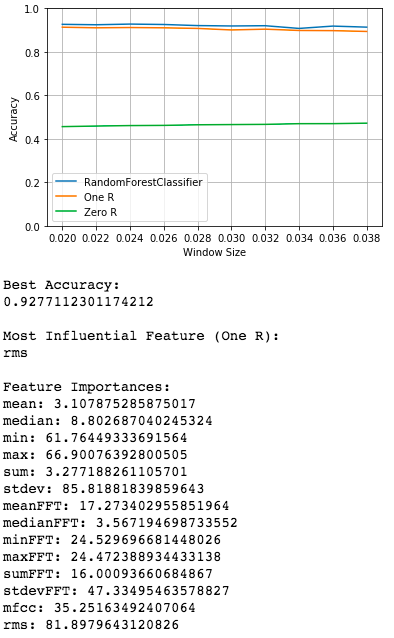 1.0
0.8
0.6
0.4
0.2
0.0
Accuracy
RandomForestClassifier
One R
Zero R
0.020 0.022 0.024 0.026 0.028 0.030 0.032 0.034 0.036 0.038
Window Size
Best Accuracy:
0.9277112301174212
Most Influential Feature (One R):
rms
Feature Importances:
mean: 3.107875285875017
median: 8.802687040245324
min: 61.76449333691564
max: 66.90076392800505
sum: 3.277188261105701
stdev: 85.81881839859643
meanFFT: 17.273402955851964
medianFFT: 3.567194698733552
minFFT: 24.529696681448026
maxFFT: 24.472388934433138
sumFFT: 16.00093660684867
stdevFFT: 47.33495463578827
mfcc: 35.25163492407064
rms: 81.8979643120826